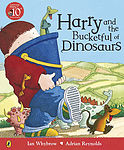 Harry
and the
Bucketful of
Dinosaurs
Ian Whybrow • Adrian Reynolds